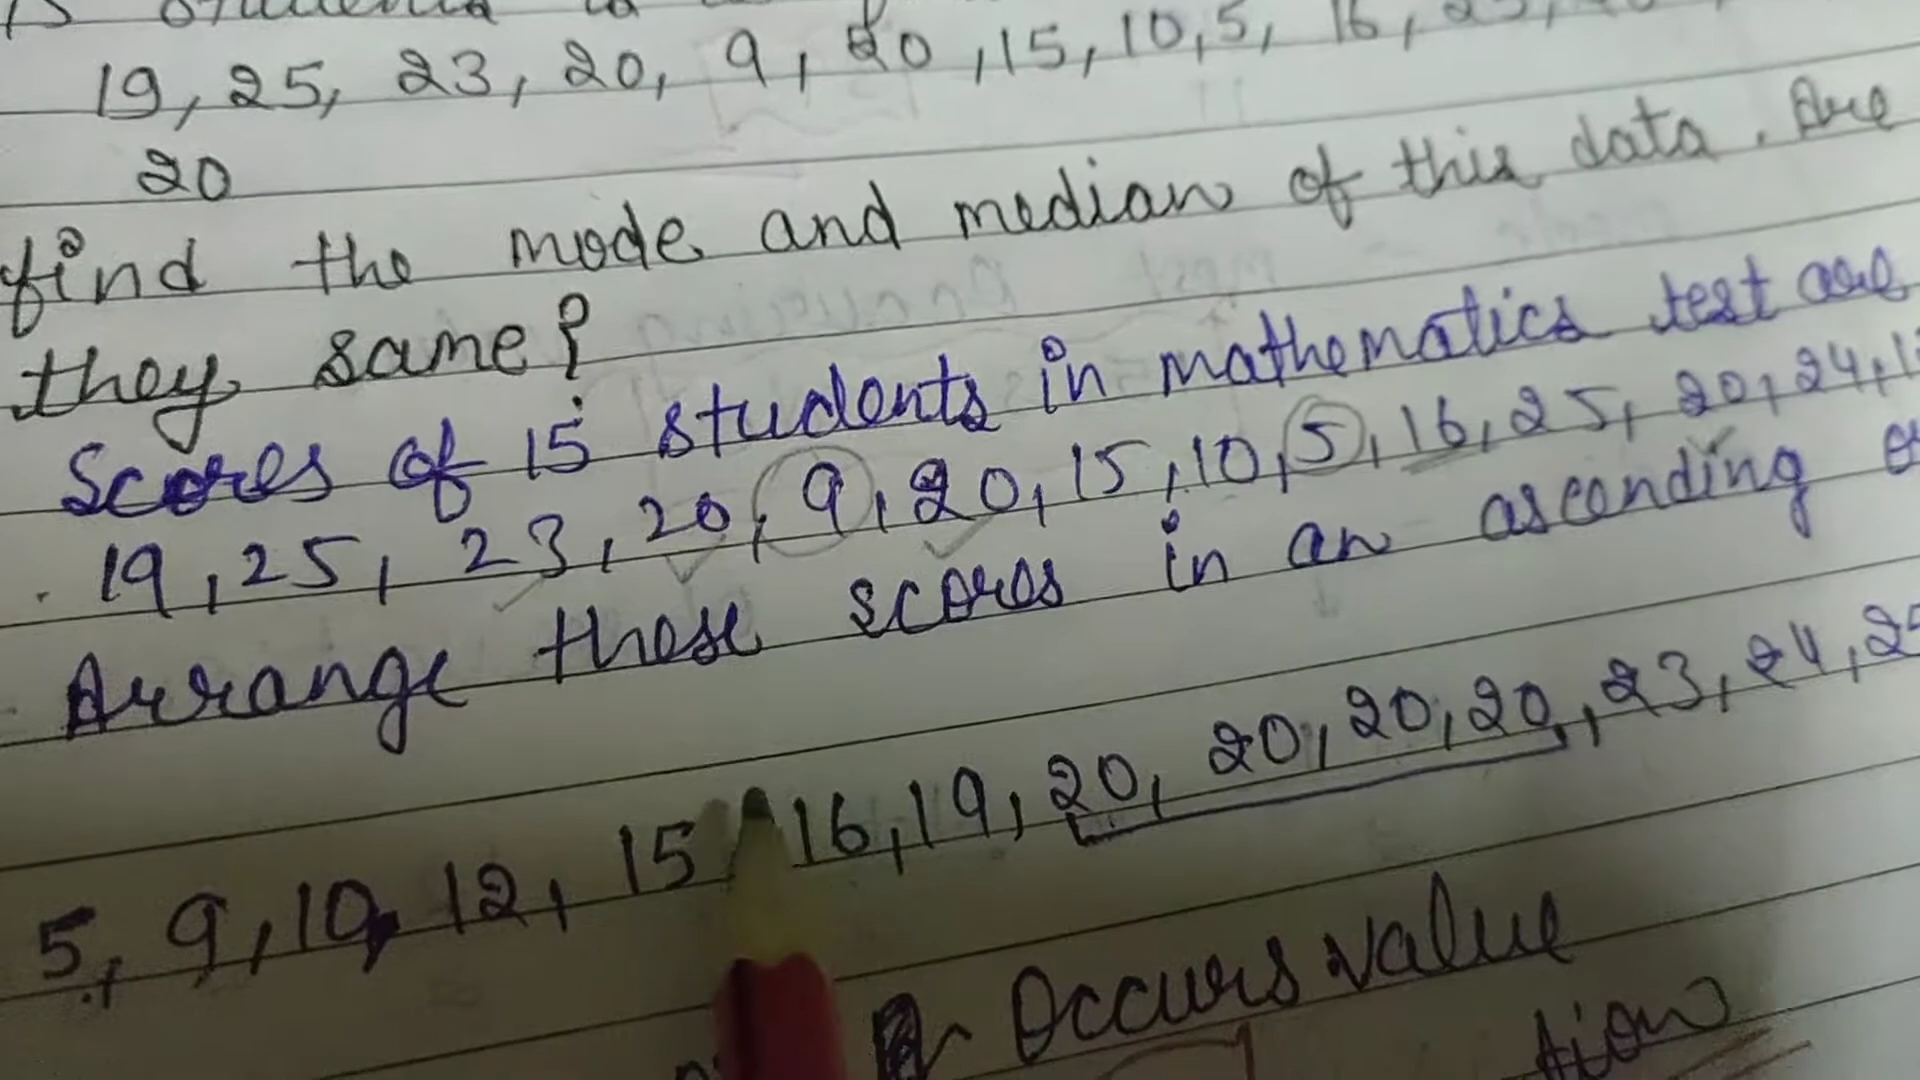 19, 25, 23, 20, 9, 20, 15, 10, 5, 16,
20
find the mode and median of this data. Are
they same?
Scores of 15 students in mathematics test are
19, 25, 23, 20, 9, 20, 15, 10, 5, 16, 25, 20, 24,
Arrange these scores in an ascending
5, 9, 10, 12, 15 16, 19, 20, 20, 20, 20, 23, 24,
Occurs value